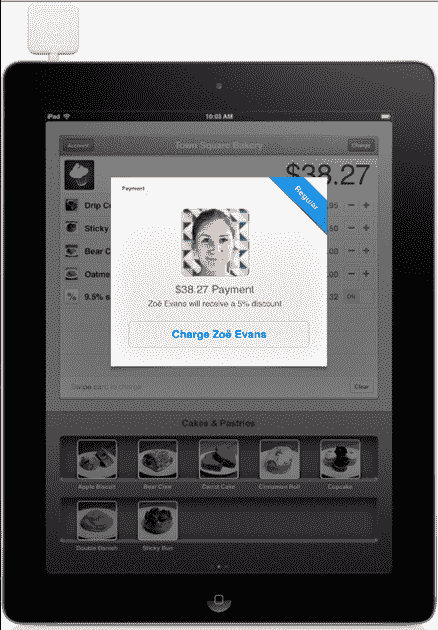 iPad
10:03 AM
Account
Town Square Bakery
Charge
$38.27
Payment
Regular
Drip
Sticky
Bear C
Oatme
9.5% s
$38.27 Payment
Zoë Evans will receive a 5% discount
Charge Zoë Evans
Swipe card to charge
Clear
Cakes & Pastries
Apple Biscuit
Bear Claw
Carrot Cake
Cinnamon Roll
Cupcake
Double Danish
Sticky Bun